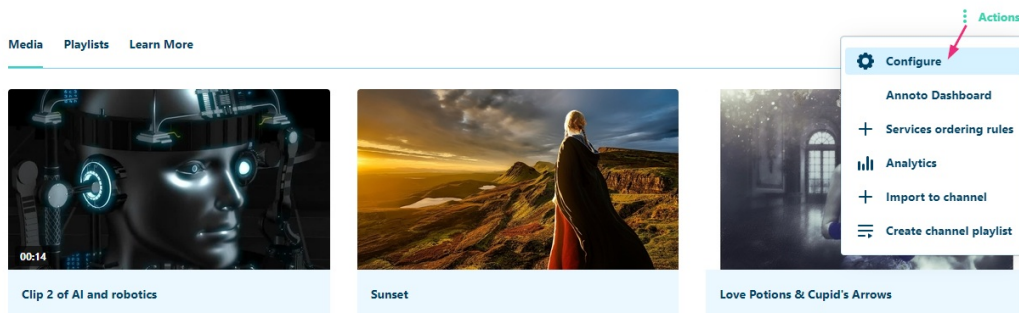 Actions
Media Playlists Learn More
Configure
Annoto Dashboard
Services ordering rules
Analytics
Import to channel
Create channel playlist
00:14
Clip 2 of AI and robotics
Sunset
Love Potions & Cupid's Arrows